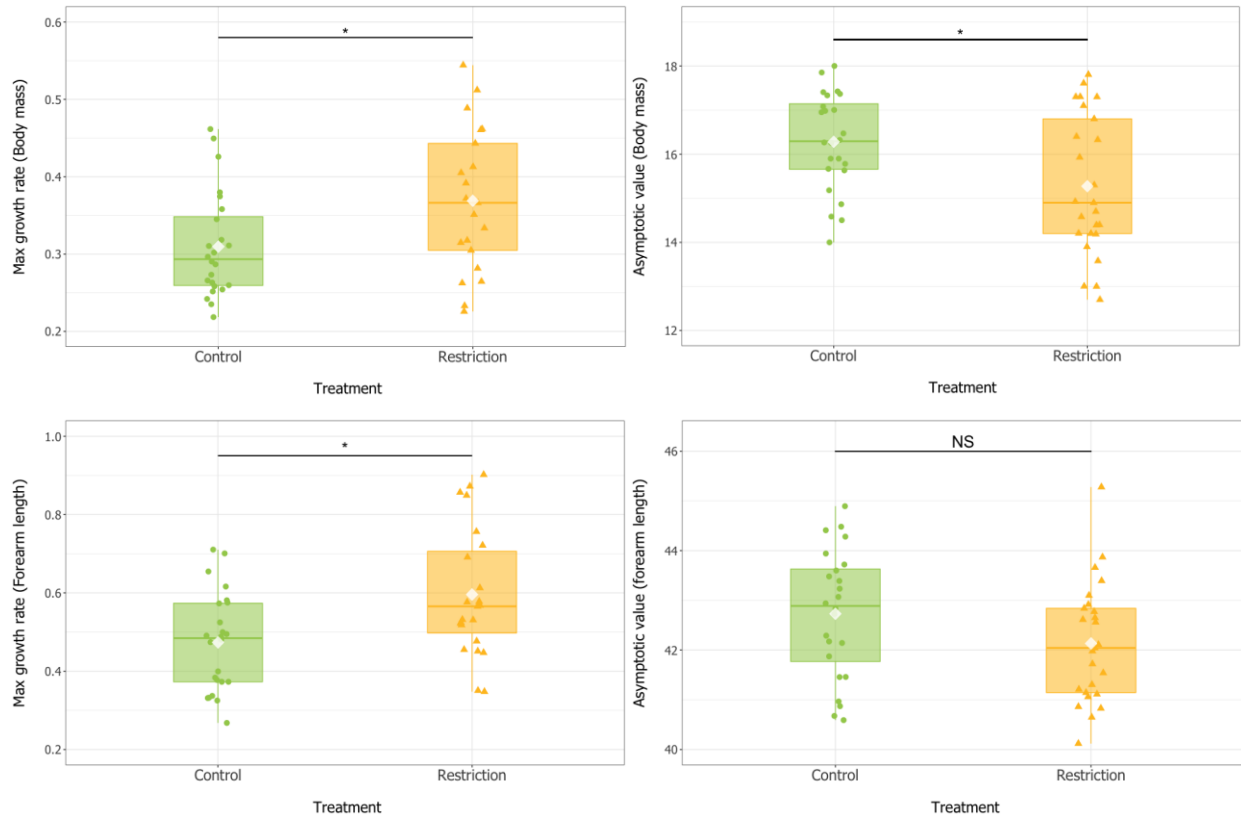 Max growth rate (Body mass)
0.6
0.5
0.4
0.3
0.2
*
Control
Restriction
Treatment
Asymptotic value (Body mass)
18
16
14
12
*
Control
Restriction
Treatment
Max growth rate (Forearm length)
1.0
0.8
0.6
0.4
0.2
*
Control
Restriction
Treatment
Asymptotic value (forearm length)
46
44
42
40
NS
Control
Restriction
Treatment